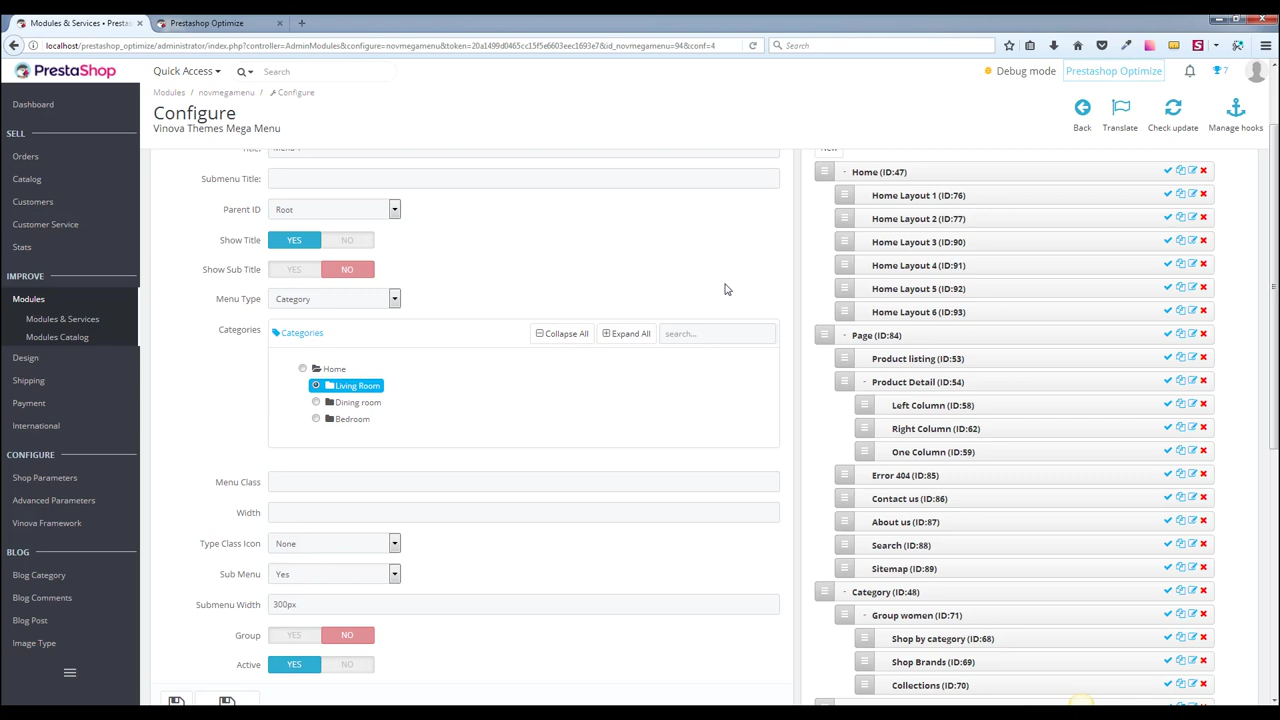 Modules & Services • Presta
Prestashop Optimize
localhost/prestashop_optimize/administrator/index.php?controller=AdminModules&configure=novmegamenu&token=20a1499d0465cc15f5e6603eec1693e7&id_novmegamenu=94&conf=4
Search
PrestaShop
Quick Access
Search
Debug mode
Prestashop Optimize
7
Modules / novmegamenu / Configure
Configure
Vinova Themes Mega Menu
Back
Translate
Check update
Manage hooks
Dashboard
SELL
Orders
Catalog
Customers
Customer Service
Stats
IMPROVE
Modules
Modules & Services
Modules Catalog
Design
Shipping
Payment
International
CONFIGURE
Shop Parameters
Advanced Parameters
Vinova Framework
BLOG
Blog Category
Blog Comments
Blog Post
Image Type
Submenu Title:
Parent ID Root
Show Title YES NO
Show Sub Title YES NO
Menu Type Category
Categories Categories Collapse All Expand All search...
Home
Living Room
Dining room
Bedroom
Menu Class
Width
Type Class Icon None
Sub Menu Yes
Submenu Width 300px
Group YES NO
Active YES NO
- Home (ID:47)
Home Layout 1 (ID:76)
Home Layout 2 (ID:77)
Home Layout 3 (ID:90)
Home Layout 4 (ID:91)
Home Layout 5 (ID:92)
Home Layout 6 (ID:93)
- Page (ID:84)
Product listing (ID:53)
- Product Detail (ID:54)
Left Column (ID:58)
Right Column (ID:62)
One Column (ID:59)
Error 404 (ID:85)
Contact us (ID:86)
About us (ID:87)
Search (ID:88)
Sitemap (ID:89)
- Category (ID:48)
- Group women (ID:71)
Shop by category (ID:68)
Shop Brands (ID:69)
Collections (ID:70)